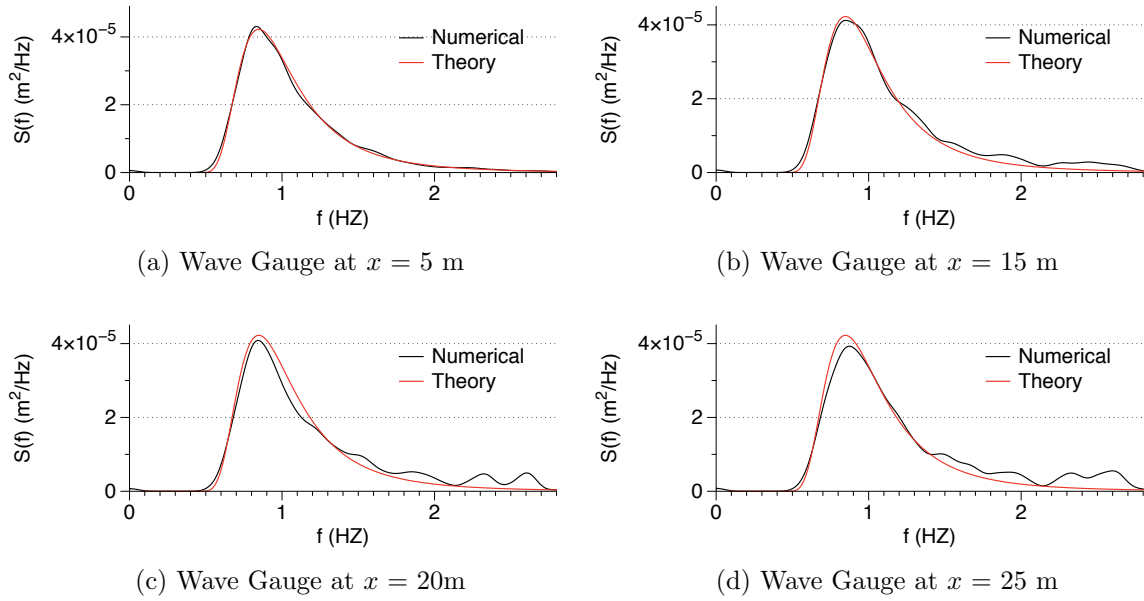 S(f) (m²/Hz)
4×10⁻⁵
2
0
0 1 2
f (HZ)
Numerical
Theory
(a) Wave Gauge at x = 5 m
S(f) (m²/Hz)
4×10⁻⁵
2
0
0 1 2
f (HZ)
Numerical
Theory
(b) Wave Gauge at x = 15 m
S(f) (m²/Hz)
4×10⁻⁵
2
0
0 1 2
f (HZ)
Numerical
Theory
(c) Wave Gauge at x = 20m
S(f) (m²/Hz)
4×10⁻⁵
2
0
0 1 2
f (HZ)
Numerical
Theory
(d) Wave Gauge at x = 25 m